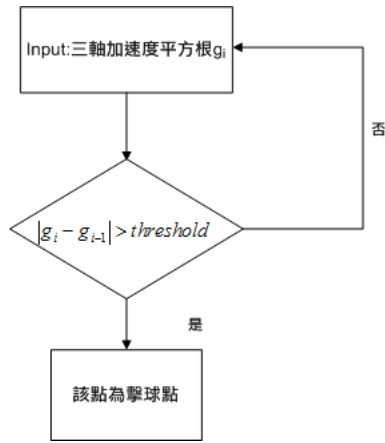 Input:三軸加速度平方根gᵢ
否
|gᵢ − gᵢ₋₁| > threshold
是
該點為擊球點